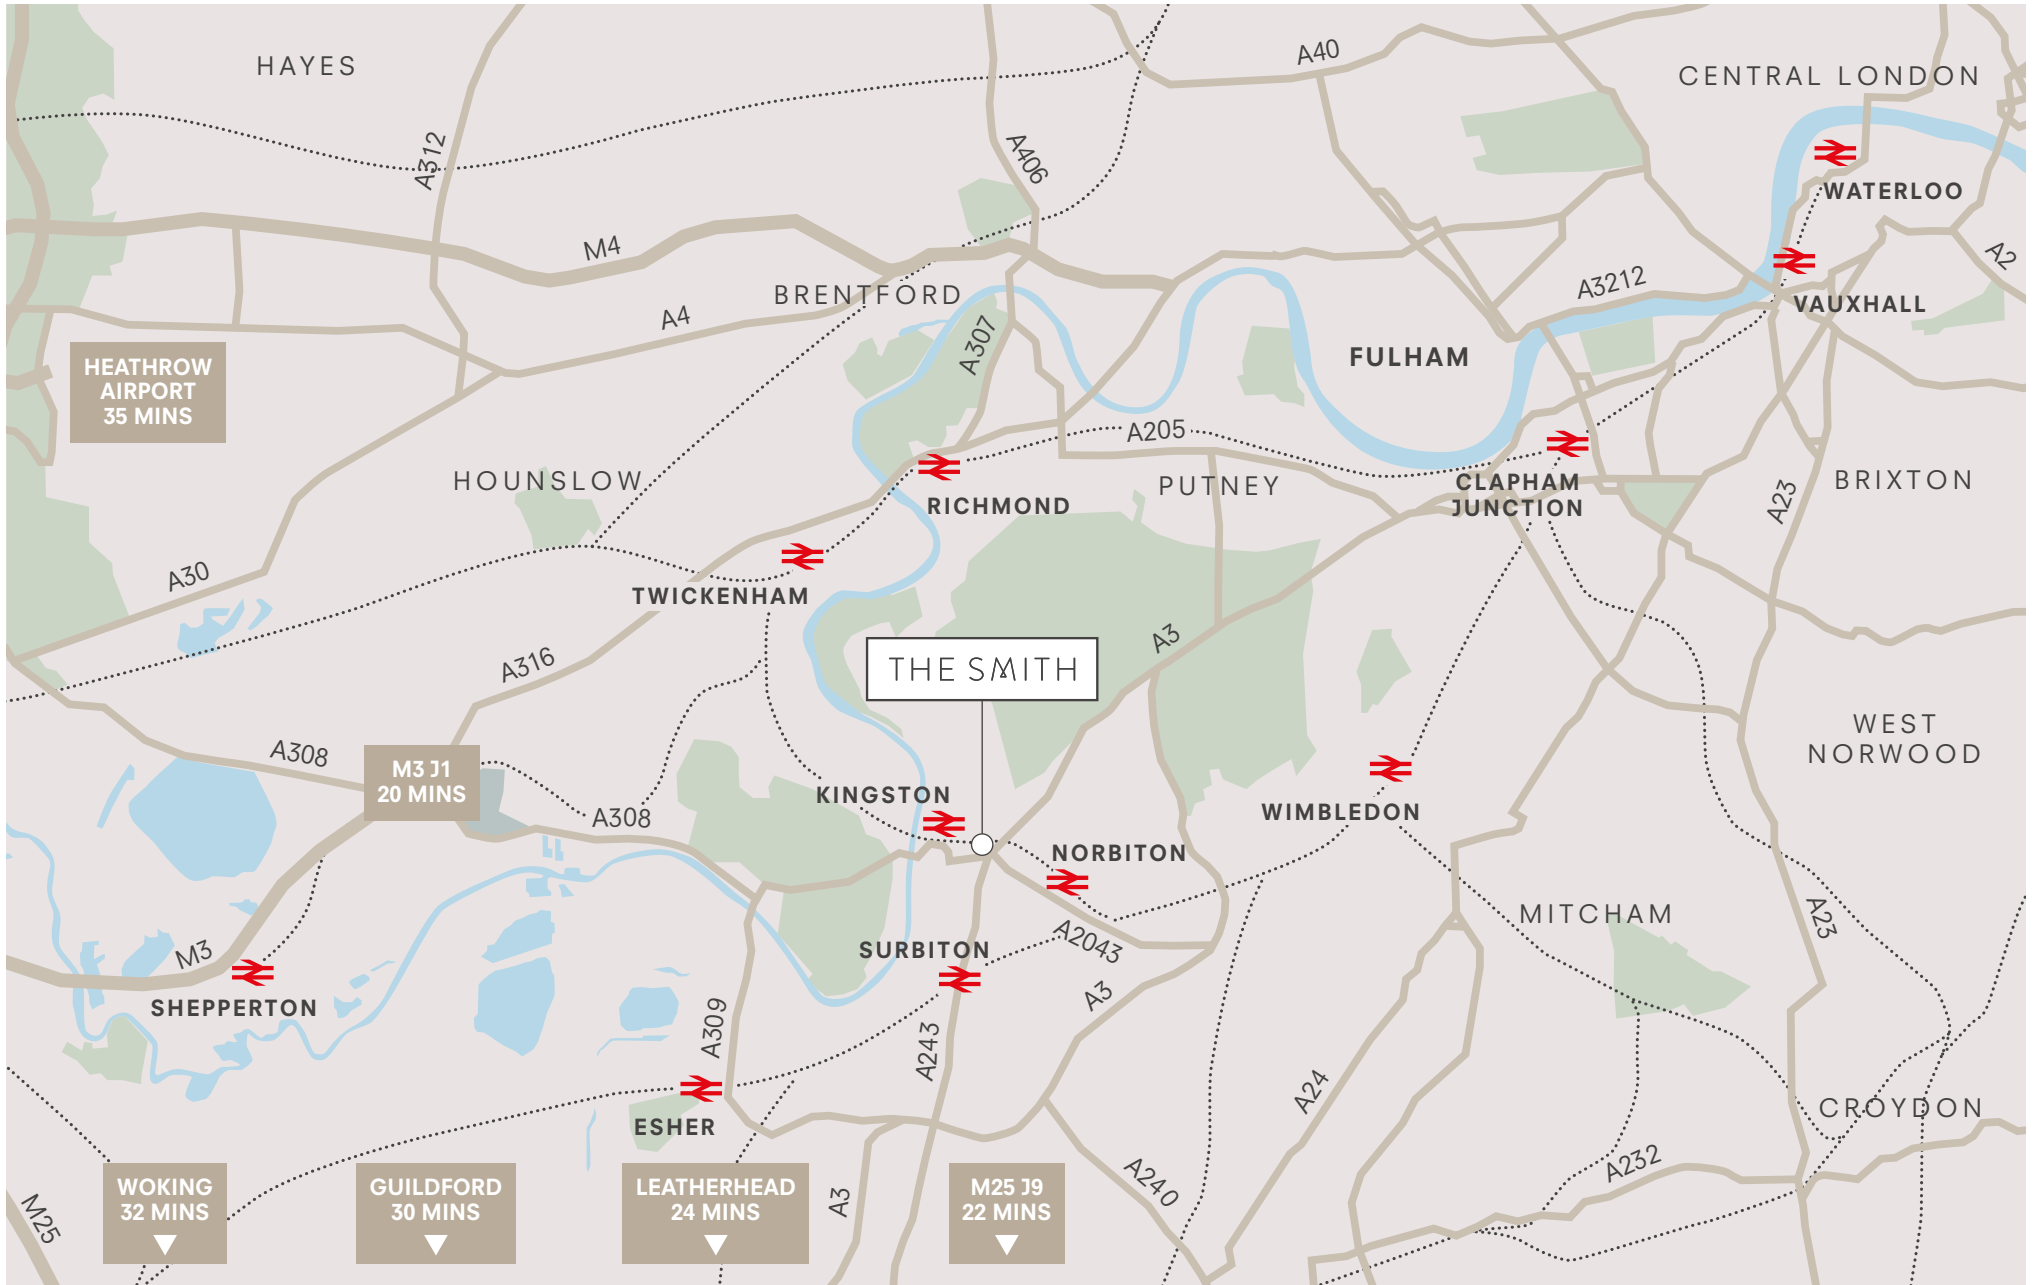 HAYES
A40
CENTRAL LONDON
A312
A406
WATERLOO
M4
A2
BRENTFORD
A3212
VAUXHALL
A4
A307
FULHAM
HEATHROW
AIRPORT
35 MINS
A205
HOUNSLOW
RICHMOND
PUTNEY
CLAPHAM
JUNCTION
A23
BRIXTON
A30
TWICKENHAM
A316
THE SMITH
A3
A308
M3 J1
20 MINS
A308
KINGSTON
WIMBLEDON
WEST
NORWOOD
NORBITON
M3
SHEPPERTON
SURBITON
A2043
MITCHAM
A23
A309
A243
A3
ESHER
A24
CROYDON
A232
M25
WOKING
32 MINS
GUILDFORD
30 MINS
LEATHERHEAD
24 MINS
A3
M25 J9
22 MINS
A240